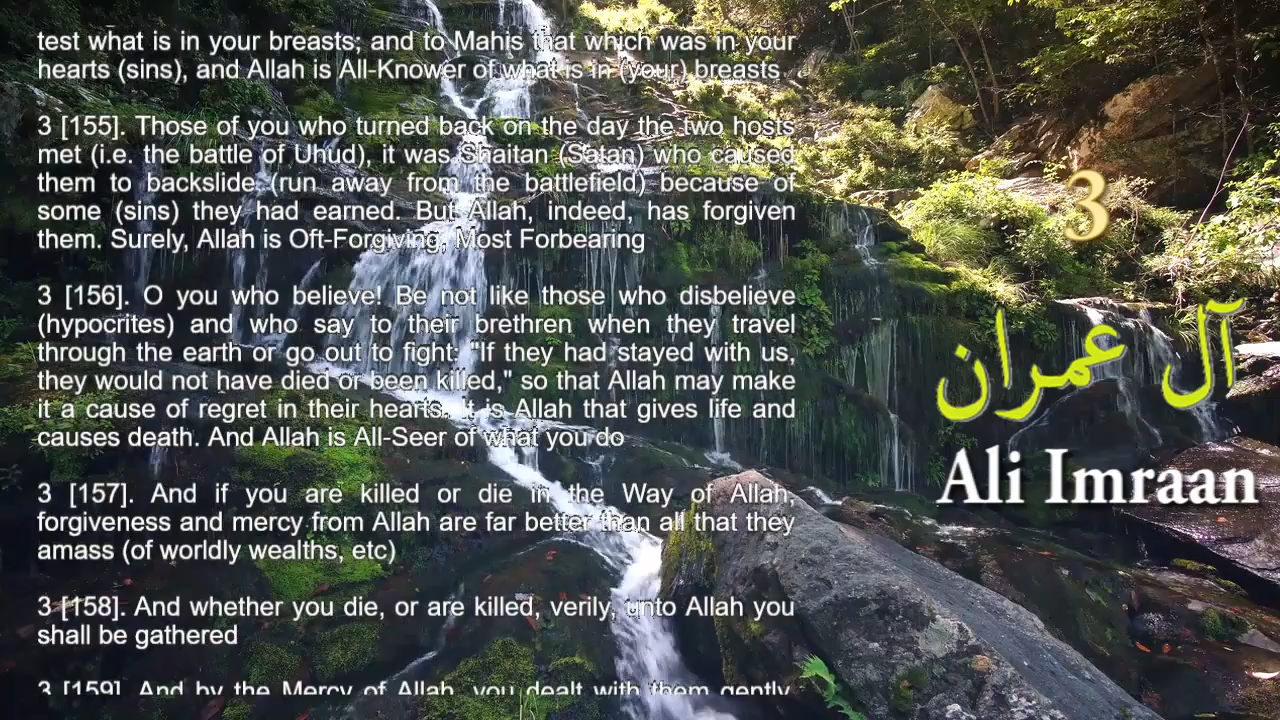 test what is in your breasts; and to Mahis that which was in your
hearts (sins), and Allah is All-Knower of what is in (your) breasts
3 [155]. Those of you who turned back on the day the two hosts
met (i.e. the battle of Uhud), it was Shaitan (Satan) who caused
them to backslide (run away from the battlefield) because of
some (sins) they had earned. But Allah, indeed, has forgiven
them. Surely, Allah is Oft-Forgiving, Most Forbearing
3 [156]. O you who believe! Be not like those who disbelieve
(hypocrites) and who say to their brethren when they travel
through the earth or go out to fight: "If they had stayed with us,
they would not have died or been killed," so that Allah may make
it a cause of regret in their hearts. It is Allah that gives life and
causes death. And Allah is All-Seer of what you do
3 [157]. And if you are killed or die in the Way of Allah,
forgiveness and mercy from Allah are far better than all that they
amass (of worldly wealths, etc)
3 [158]. And whether you die, or are killed, verily, unto Allah you
shall be gathered
3 [159]. And by the Mercy of Allah, you dealt with them gently.
3
آل عمران
Ali Imraan